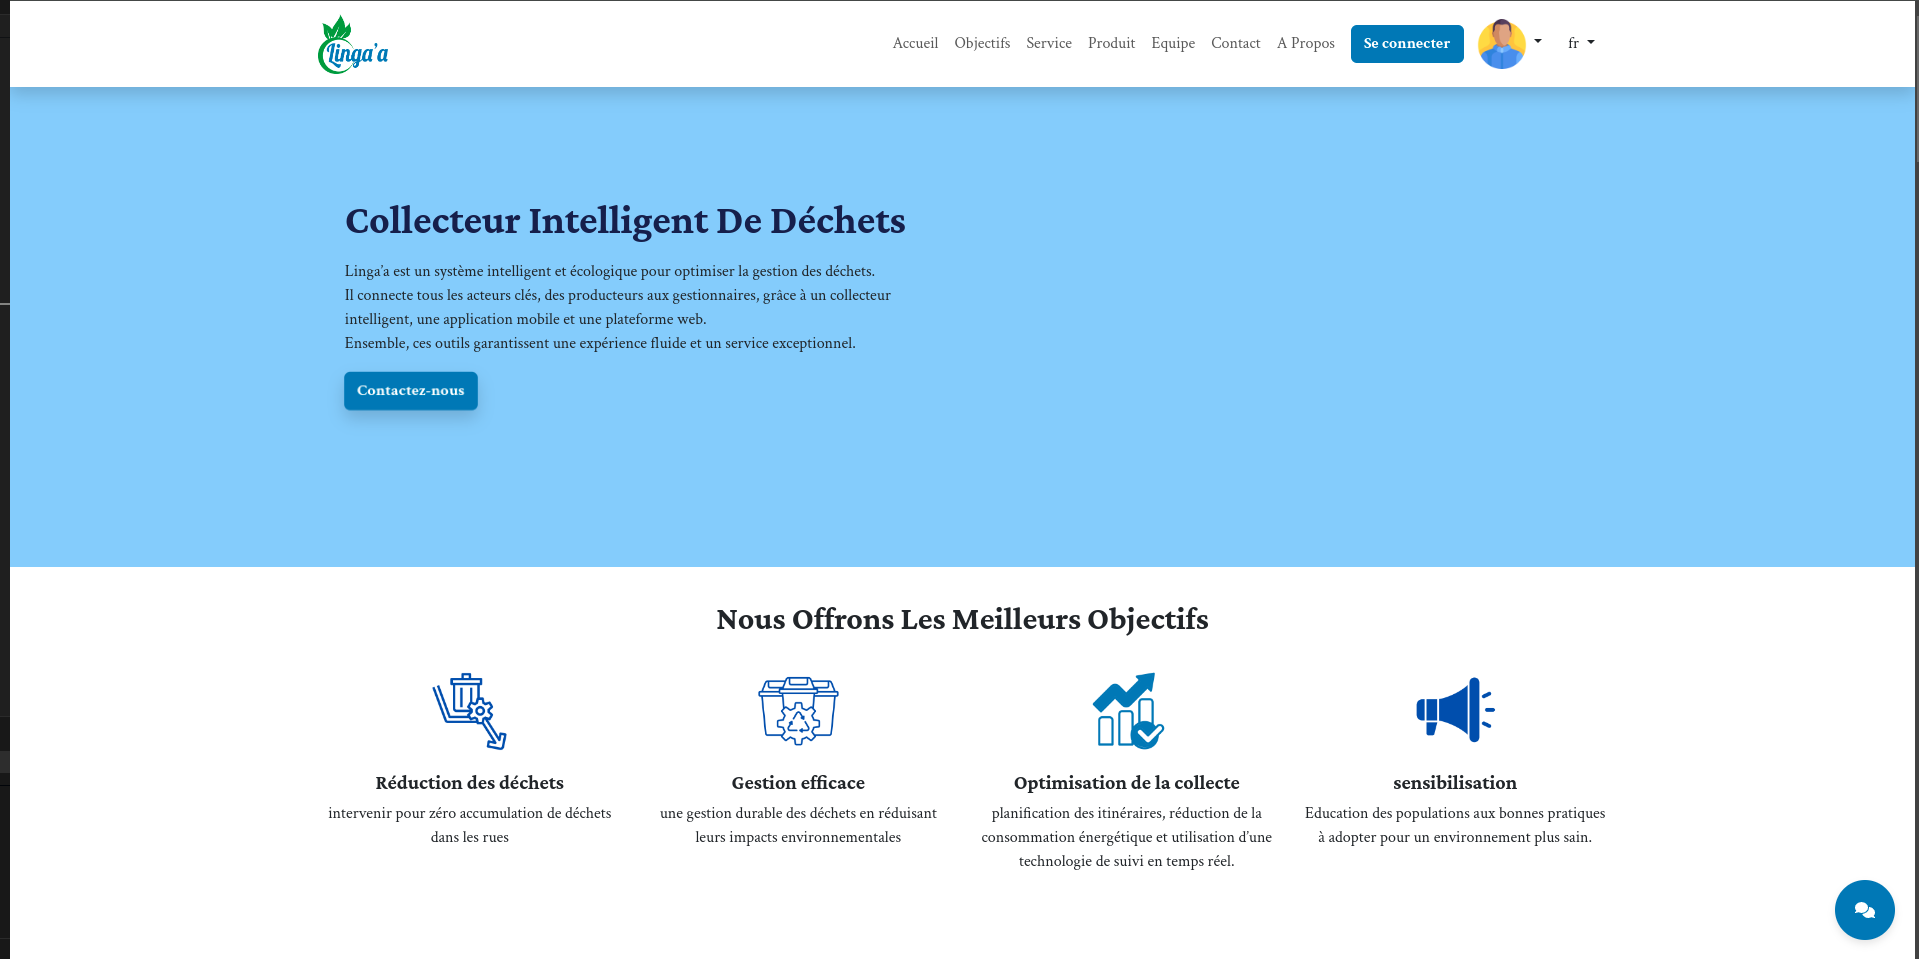 Linga'a
Accueil Objectifs Service Produit Equipe Contact A Propos Se connecter fr
Collecteur Intelligent De Déchets
Linga'a est un système intelligent et écologique pour optimiser la gestion des déchets.
Il connecte tous les acteurs clés, des producteurs aux gestionnaires, grâce à un collecteur
intelligent, une application mobile et une plateforme web.
Ensemble, ces outils garantissent une expérience fluide et un service exceptionnel.
Contactez-nous
Nous Offrons Les Meilleurs Objectifs
Réduction des déchets
intervenir pour zéro accumulation de déchets
dans les rues
Gestion efficace
une gestion durable des déchets en réduisant
leurs impacts environnementales
Optimisation de la collecte
planification des itinéraires, réduction de la
consommation énergétique et utilisation d'une
technologie de suivi en temps réel.
sensibilisation
Education des populations aux bonnes pratiques
à adopter pour un environnement plus sain.